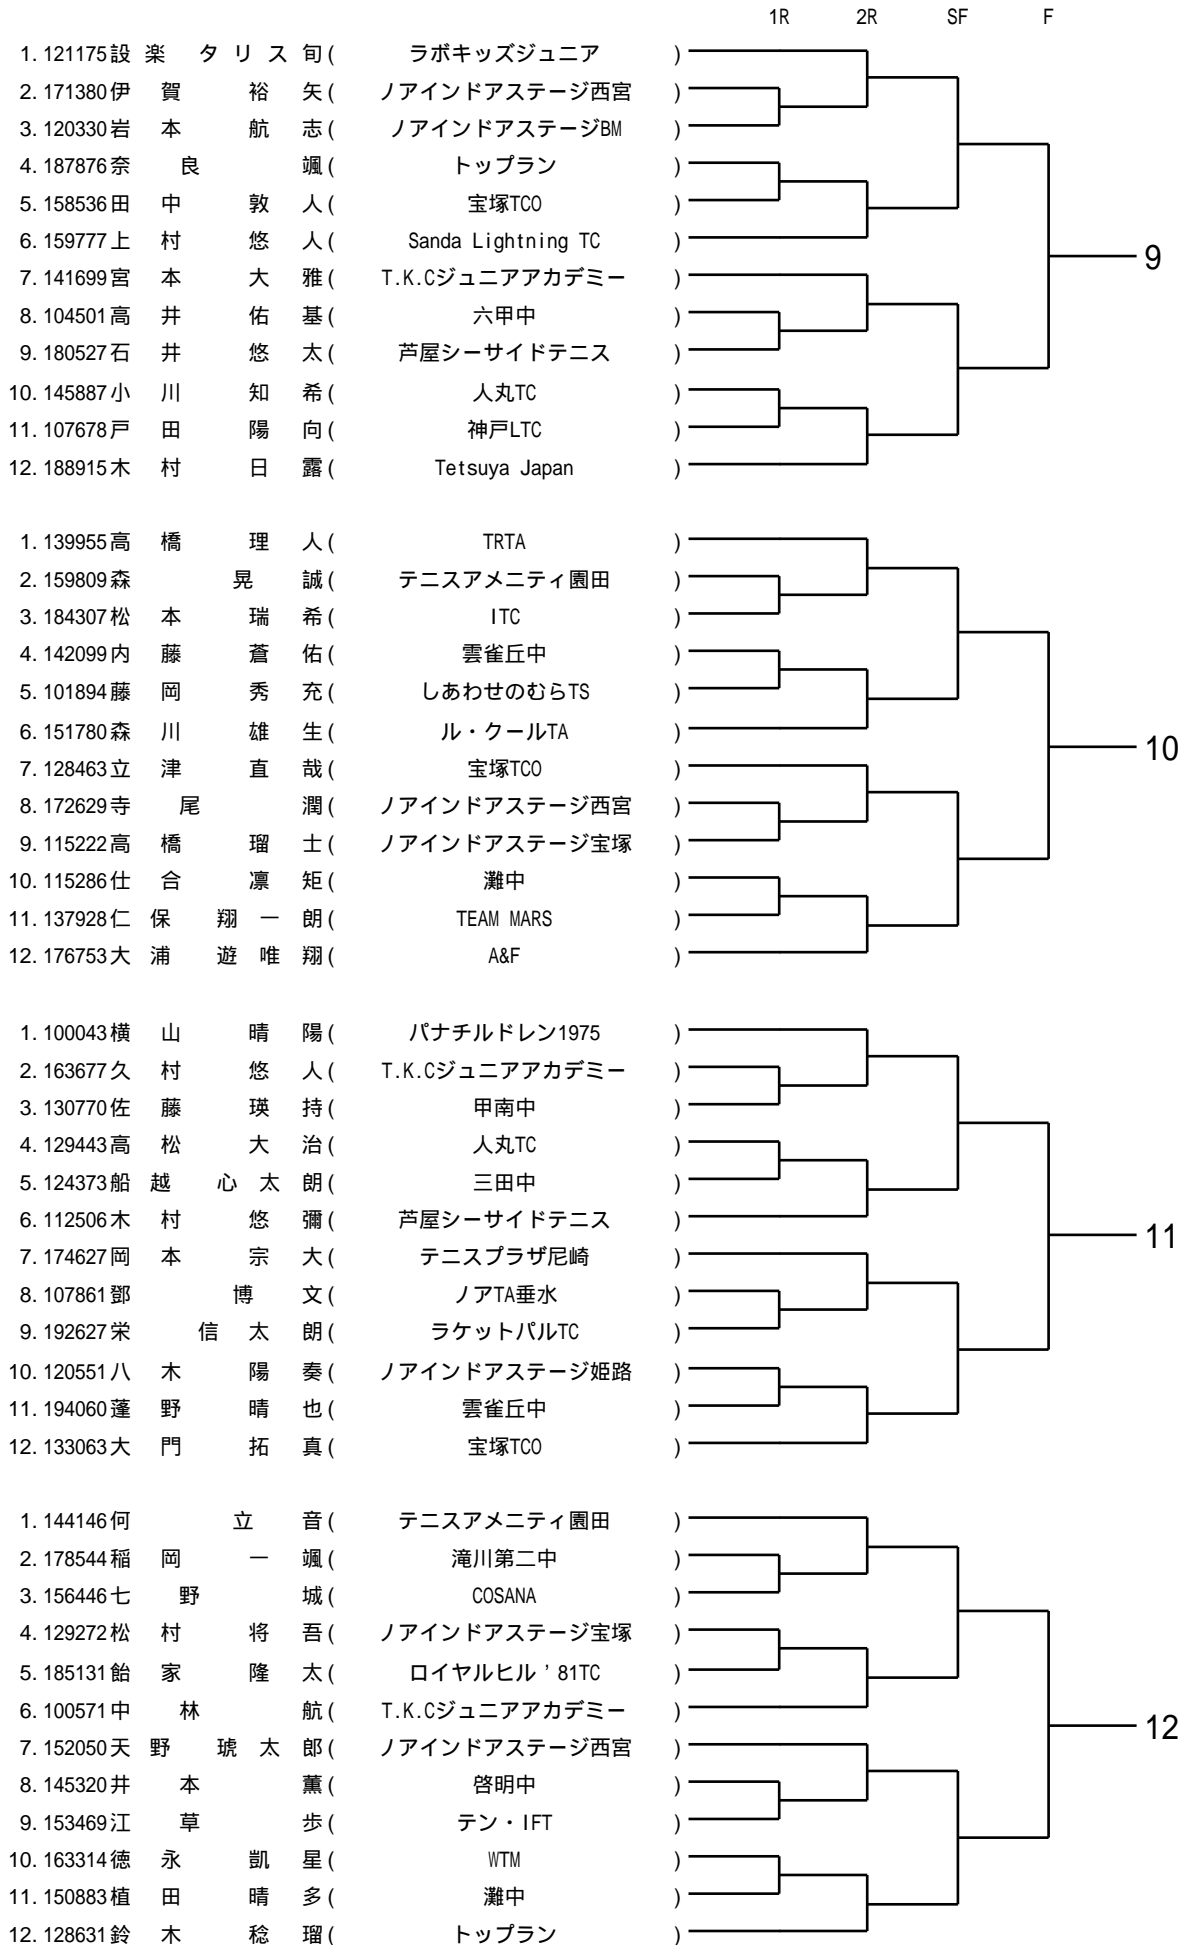 1R 2R SF F
1. 121175 設楽 タリス旬 ( ラボキッズジュニア )
2. 171380 伊賀 裕矢 ( ノアインドアステージ西宮 )
3. 120330 岩本 航志 ( ノアインドアステージBM )
4. 187876 奈良 颯 ( トップラン )
5. 158536 田中 敦人 ( 宝塚TCO )
6. 159777 上村 悠人 ( Sanda Lightning TC )
9
7. 141699 宮本 大雅 ( T.K.Cジュニアアカデミー )
8. 104501 高井 佑基 ( 六甲中 )
9. 180527 石井 悠太 ( 芦屋シーサイドテニス )
10. 145887 小川 知希 ( 人丸TC )
11. 107678 戸田 陽向 ( 神戸LTC )
12. 188915 木村 日露 ( Tetsuya Japan )
1. 139955 高橋 理人 ( TRTA )
2. 159809 森 晃誠 ( テニスアメニティ園田 )
3. 184307 松本 瑞希 ( ITC )
4. 142099 内藤 蒼佑 ( 雲雀丘中 )
5. 101894 藤岡 秀充 ( しあわせのむらTS )
6. 151780 森川 雄生 ( ル・クールTA )
10
7. 128463 立津 直哉 ( 宝塚TCO )
8. 172629 寺尾 潤 ( ノアインドアステージ西宮 )
9. 115222 高橋 瑠士 ( ノアインドアステージ宝塚 )
10. 115286 仕合 凛矩 ( 灘中 )
11. 137928 仁保 翔一朗 ( TEAM MARS )
12. 176753 大浦 遊唯翔 ( A&F )
1. 100043 横山 晴陽 ( パナチルドレン1975 )
2. 163677 久村 悠人 ( T.K.Cジュニアアカデミー )
3. 130770 佐藤 瑛持 ( 甲南中 )
4. 129443 高松 大治 ( 人丸TC )
5. 124373 船越 心太朗 ( 三田中 )
6. 112506 木村 悠彌 ( 芦屋シーサイドテニス )
11
7. 174627 岡本 宗大 ( テニスプラザ尼崎 )
8. 107861 鄧 博文 ( ノアTA垂水 )
9. 192627 栄 信太朗 ( ラケットパルTC )
10. 120551 八木 陽奏 ( ノアインドアステージ姫路 )
11. 194060 蓬野 晴也 ( 雲雀丘中 )
12. 133063 大門 拓真 ( 宝塚TCO )
1. 144146 何 立音 ( テニスアメニティ園田 )
2. 178544 稲岡 一颯 ( 滝川第二中 )
3. 156446 七野 城 ( COSANA )
4. 129272 松村 将吾 ( ノアインドアステージ宝塚 )
5. 185131 飴家 隆太 ( ロイヤルヒル'81TC )
6. 100571 中林 航 ( T.K.Cジュニアアカデミー )
12
7. 152050 天野 琥太郎 ( ノアインドアステージ西宮 )
8. 145320 井本 薫 ( 啓明中 )
9. 153469 江草 歩 ( テン・IFT )
10. 163314 徳永 凱星 ( WTM )
11. 150883 植田 晴多 ( 灘中 )
12. 128631 鈴木 稔瑠 ( トップラン )